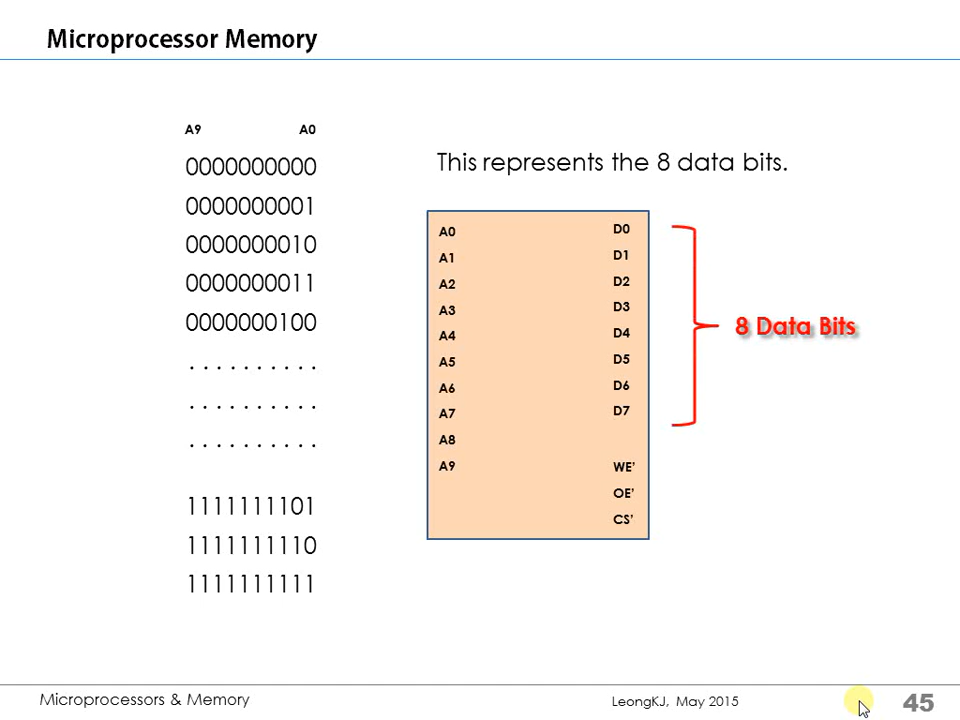 Microprocessor Memory
A9 A0
0000000000
0000000001
0000000010
0000000011
0000000100
. . . . . . . . . .
. . . . . . . . . .
. . . . . . . . . .
1111111101
1111111110
1111111111
This represents the 8 data bits.
A0 D0
A1 D1
A2 D2
A3 D3
A4 D4
A5 D5
A6 D6
A7 D7
A8
A9 WE’
OE’
CS’
8 Data Bits
Microprocessors & Memory LeongKJ, May 2015 45